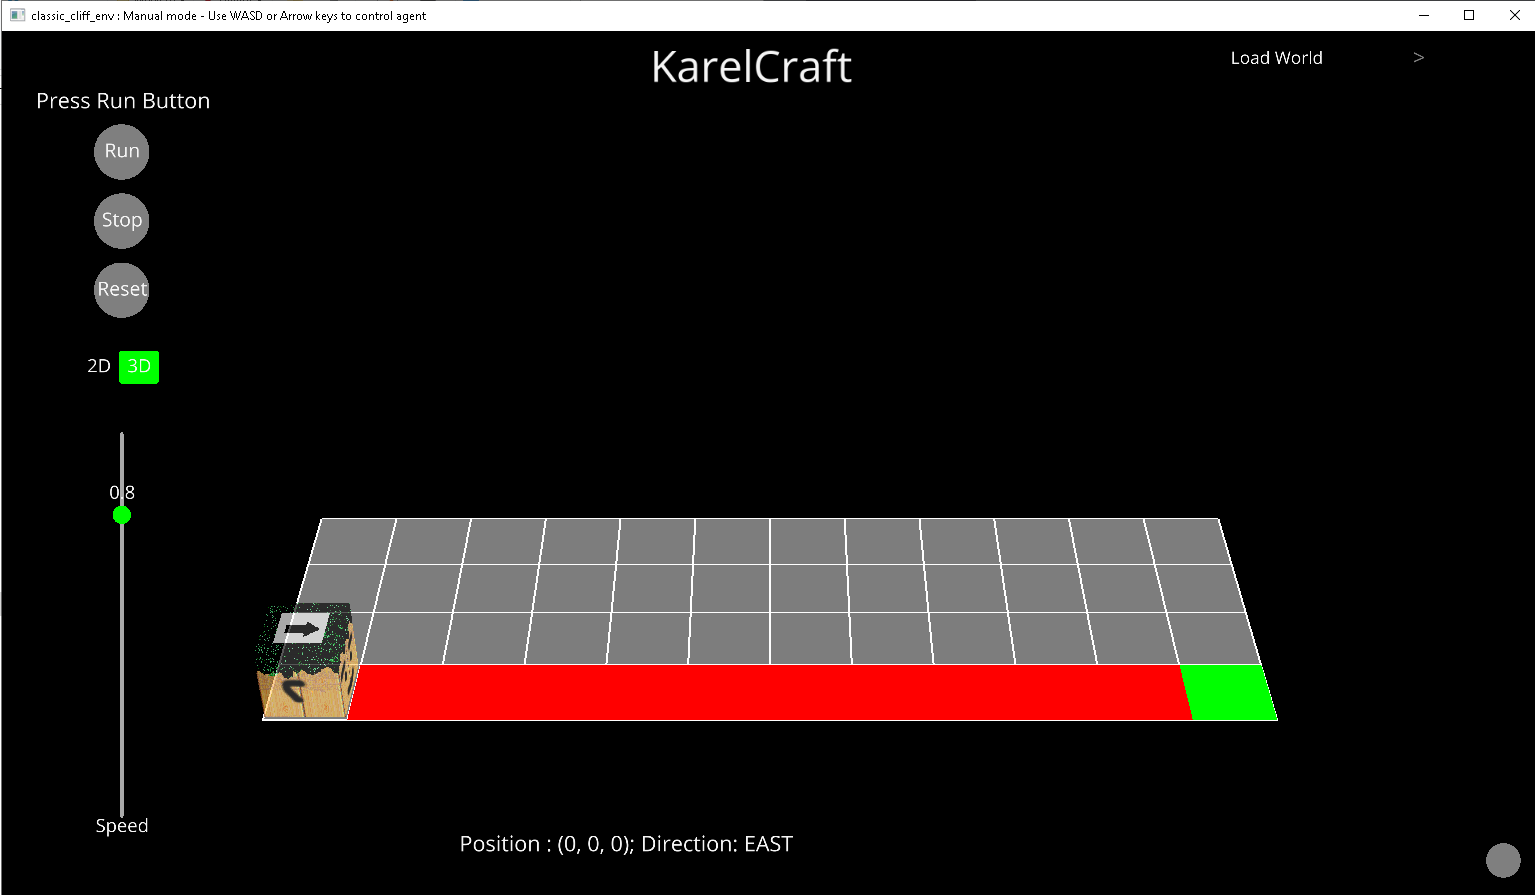 classic_cliff_env : Manual mode - Use WASD or Arrow keys to control agent
KarelCraft
Load World >
Press Run Button
Run
Stop
Reset
2D 3D
0.8
Speed
Position : (0, 0, 0); Direction: EAST